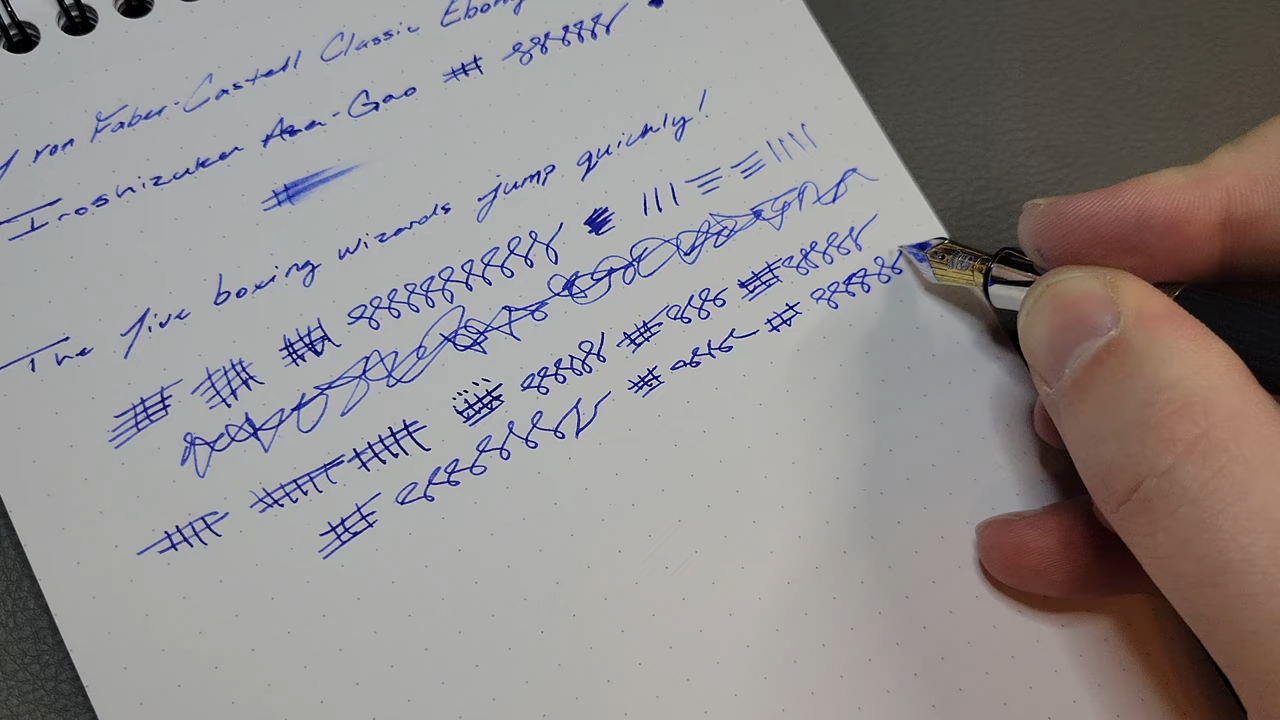 von Faber-Castell Classic Ebony
Iroshizuku Asa-Gao
The five boxing wizards jump quickly!